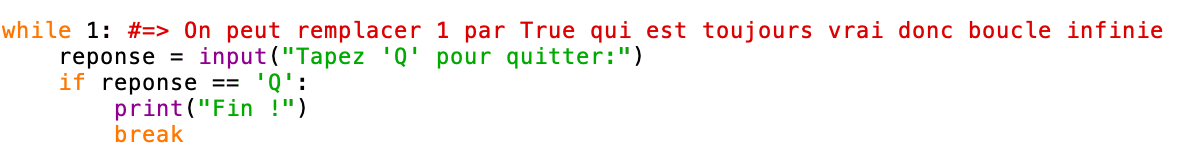 while 1: #=> On peut remplacer 1 par True qui est toujours vrai donc boucle infinie
    reponse = input("Tapez 'Q' pour quitter:")
    if reponse == 'Q':
        print("Fin !")
        break